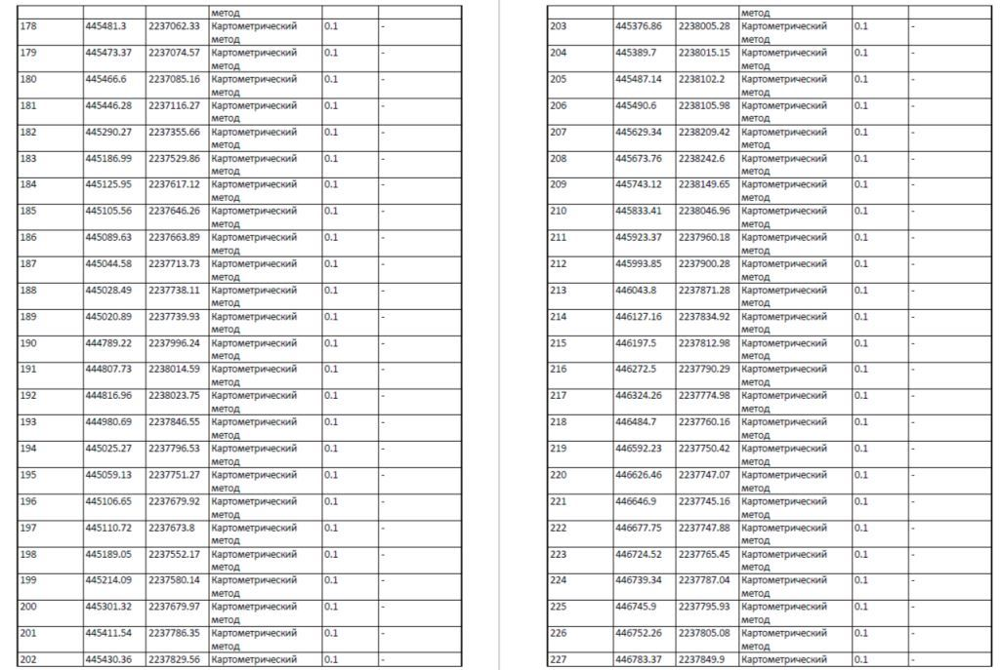 метод
178 445481.3 2237062.33 Картометрический 0.1 -
метод
179 445473.37 2237074.57 Картометрический 0.1 -
метод
180 445466.6 2237085.16 Картометрический 0.1 -
метод
181 445446.28 2237116.27 Картометрический 0.1 -
метод
182 445290.27 2237355.66 Картометрический 0.1 -
метод
183 445186.99 2237529.86 Картометрический 0.1 -
метод
184 445125.95 2237617.12 Картометрический 0.1 -
метод
185 445105.56 2237646.26 Картометрический 0.1 -
метод
186 445089.63 2237663.89 Картометрический 0.1 -
метод
187 445044.58 2237713.73 Картометрический 0.1 -
метод
188 445028.49 2237738.11 Картометрический 0.1 -
метод
189 445020.89 2237739.93 Картометрический 0.1 -
метод
190 444789.22 2237996.24 Картометрический 0.1 -
метод
191 444807.73 2238014.59 Картометрический 0.1 -
метод
192 444816.96 2238023.75 Картометрический 0.1 -
метод
193 444980.69 2237846.55 Картометрический 0.1 -
метод
194 445025.27 2237796.53 Картометрический 0.1 -
метод
195 445059.13 2237751.27 Картометрический 0.1 -
метод
196 445106.65 2237679.92 Картометрический 0.1 -
метод
197 445110.72 2237673.8 Картометрический 0.1 -
метод
198 445189.05 2237552.17 Картометрический 0.1 -
метод
199 445214.09 2237580.14 Картометрический 0.1 -
метод
200 445301.32 2237679.97 Картометрический 0.1 -
метод
201 445411.54 2237786.35 Картометрический 0.1 -
метод
202 445430.36 2237829.56 Картометрический 0.1 -
метод
203 445376.86 2238005.28 Картометрический 0.1 -
метод
204 445389.7 2238015.15 Картометрический 0.1 -
метод
205 445487.14 2238102.2 Картометрический 0.1 -
метод
206 445490.6 2238105.98 Картометрический 0.1 -
метод
207 445629.34 2238209.42 Картометрический 0.1 -
метод
208 445673.76 2238242.6 Картометрический 0.1 -
метод
209 445743.12 2238149.65 Картометрический 0.1 -
метод
210 445833.41 2238046.96 Картометрический 0.1 -
метод
211 445923.37 2237960.18 Картометрический 0.1 -
метод
212 445993.85 2237900.28 Картометрический 0.1 -
метод
213 446043.8 2237871.28 Картометрический 0.1 -
метод
214 446127.16 2237834.92 Картометрический 0.1 -
метод
215 446197.5 2237812.98 Картометрический 0.1 -
метод
216 446272.5 2237790.29 Картометрический 0.1 -
метод
217 446324.26 2237774.98 Картометрический 0.1 -
метод
218 446484.7 2237760.16 Картометрический 0.1 -
метод
219 446592.23 2237750.42 Картометрический 0.1 -
метод
220 446626.46 2237747.07 Картометрический 0.1 -
метод
221 446646.9 2237745.16 Картометрический 0.1 -
метод
222 446677.75 2237747.88 Картометрический 0.1 -
метод
223 446724.52 2237765.45 Картометрический 0.1 -
метод
224 446739.34 2237787.04 Картометрический 0.1 -
метод
225 446745.9 2237795.93 Картометрический 0.1 -
метод
226 446752.26 2237805.08 Картометрический 0.1 -
метод
227 446783.37 2237849.9 Картометрический 0.1 -